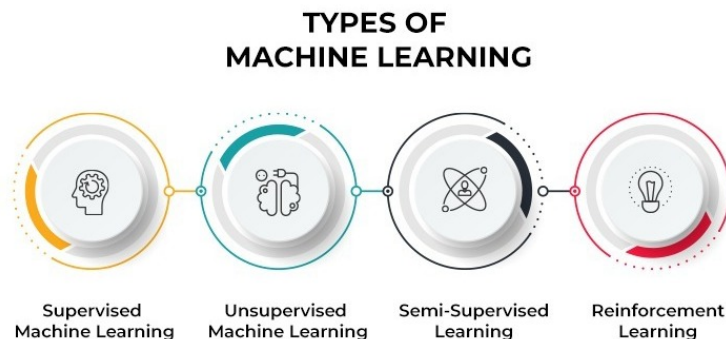 TYPES OF
MACHINE LEARNING
Supervised
Machine Learning
Unsupervised
Machine Learning
Semi-Supervised
Learning
Reinforcement
Learning